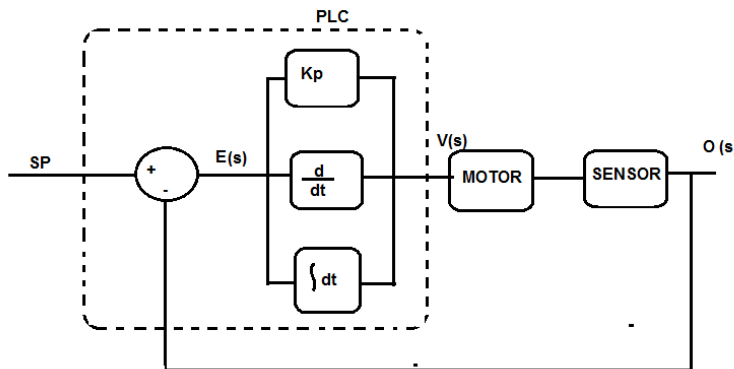 PLC
Kp
SP
+
-
E(s)
d
dt
V(s)
MOTOR
SENSOR
O (s
∫ dt